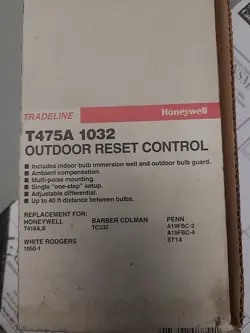 TRADELINE Honeywell
T475A 1032
OUTDOOR RESET CONTROL
• Includes indoor bulb immersion well and outdoor bulb guard.
• Ambient compensation.
• Multi-poise mounting.
• Single "one-step" setup.
• Adjustable differential.
• Up to 40 ft distance between bulbs.
REPLACEMENT FOR:
HONEYWELL BARBER COLMAN PENN
T418A,B TC232 A19FBC-2
A19FBC-4
WHITE RODGERS 8T14
1050-1